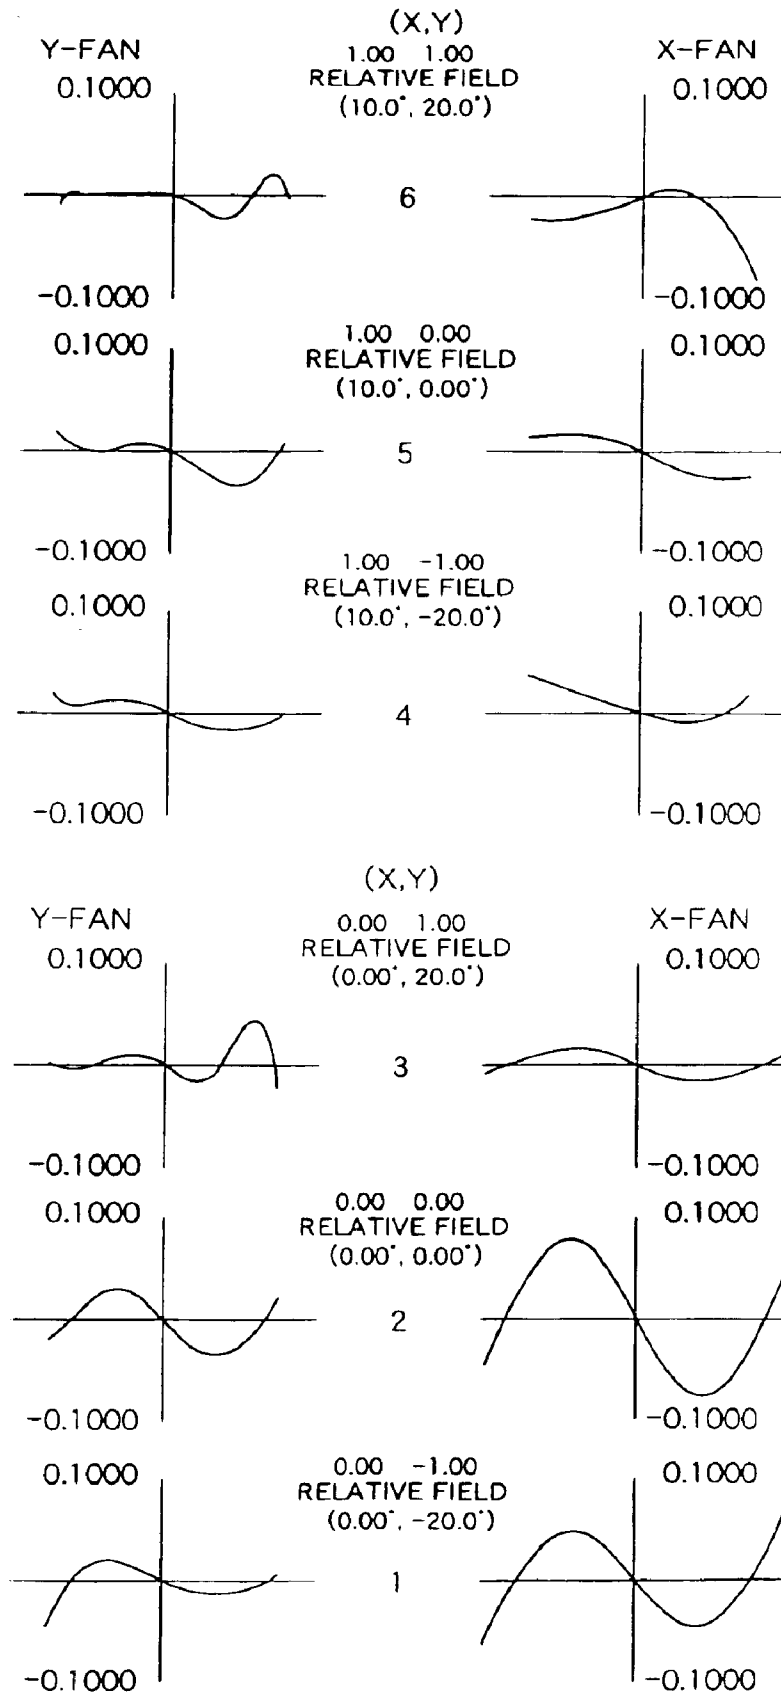 (X,Y)
Y-FAN 1.00 1.00 X-FAN
0.1000 RELATIVE FIELD 0.1000
(10.0°, 20.0°)
6
-0.1000 -0.1000
0.1000 1.00 0.00 0.1000
RELATIVE FIELD
(10.0°, 0.00°)
5
-0.1000 -0.1000
1.00 -1.00
0.1000 RELATIVE FIELD 0.1000
(10.0°, -20.0°)
4
-0.1000 -0.1000
(X,Y)
Y-FAN 0.00 1.00 X-FAN
0.1000 RELATIVE FIELD 0.1000
(0.00°, 20.0°)
3
-0.1000 -0.1000
0.00 0.00
0.1000 RELATIVE FIELD 0.1000
(0.00°, 0.00°)
2
-0.1000 -0.1000
0.00 -1.00
0.1000 RELATIVE FIELD 0.1000
(0.00°, -20.0°)
1
-0.1000 -0.1000